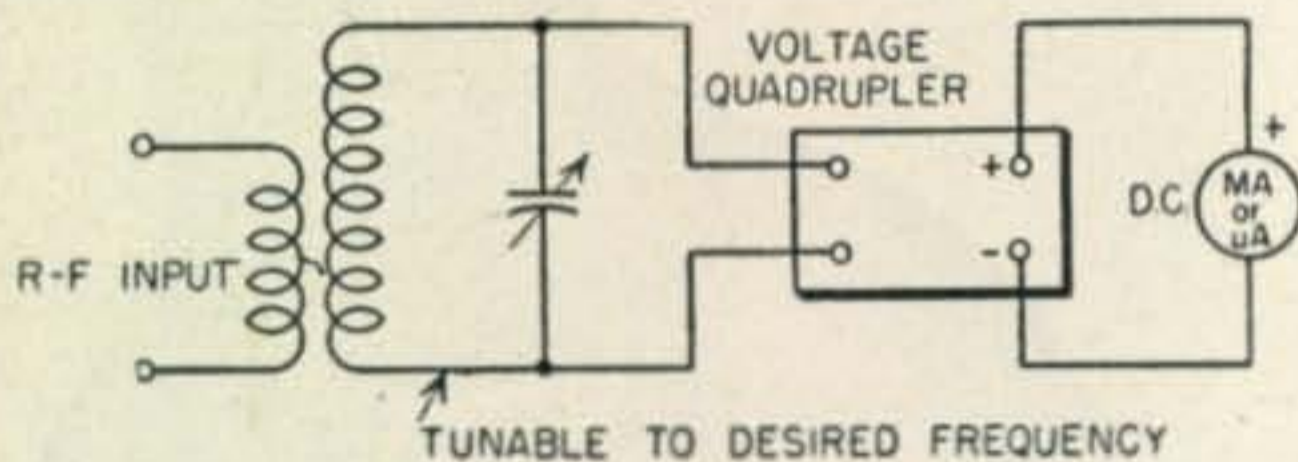 VOLTAGE
QUADRUPLER
+
+
D.C.
MA
or
uA
-
R-F INPUT
TUNABLE TO DESIRED FREQUENCY